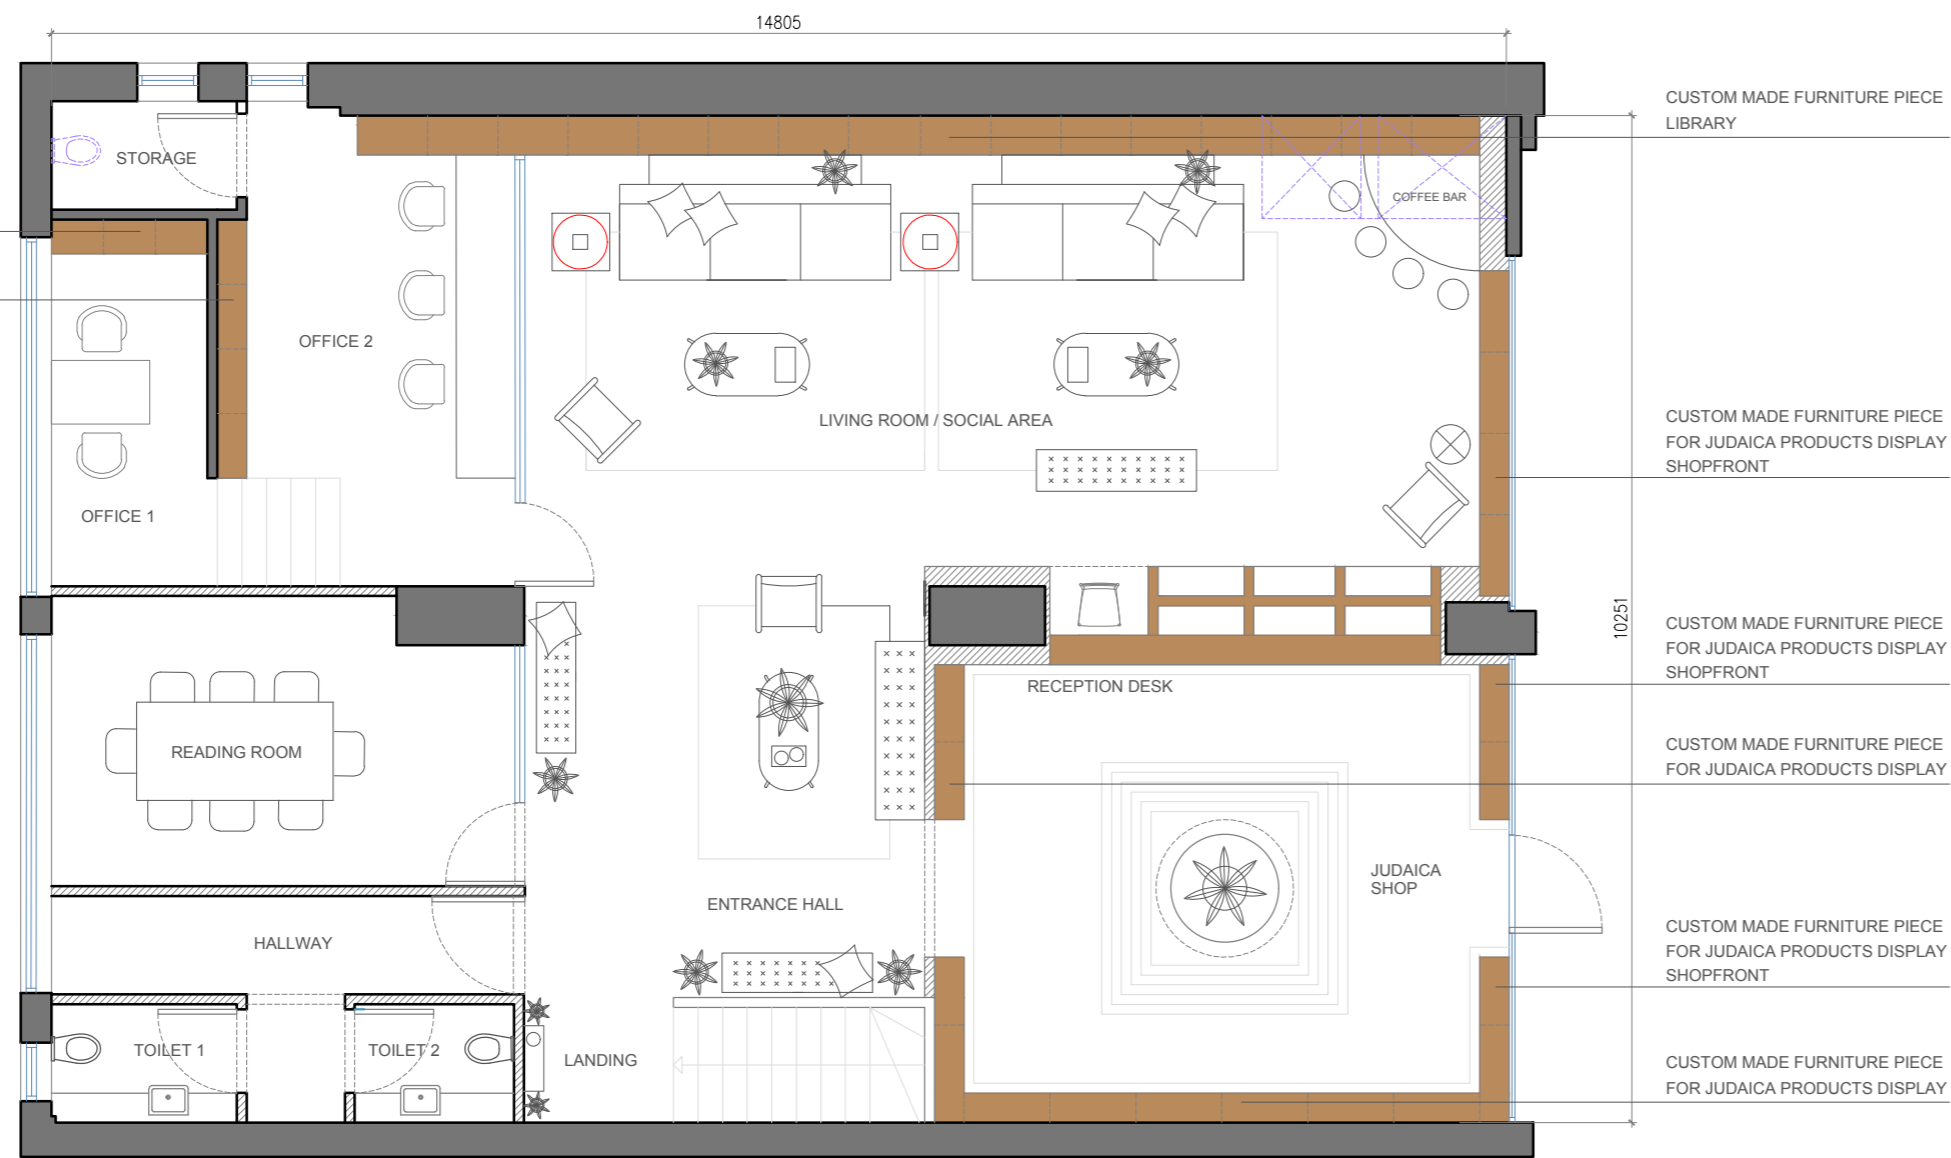 14805
CUSTOM MADE FURNITURE PIECE
LIBRARY
STORAGE
COFFEE BAR
OFFICE 2
LIVING ROOM / SOCIAL AREA
CUSTOM MADE FURNITURE PIECE
FOR JUDAICA PRODUCTS DISPLAY
SHOPFRONT
OFFICE 1
10251
CUSTOM MADE FURNITURE PIECE
FOR JUDAICA PRODUCTS DISPLAY
SHOPFRONT
RECEPTION DESK
READING ROOM
CUSTOM MADE FURNITURE PIECE
FOR JUDAICA PRODUCTS DISPLAY
JUDAICA
SHOP
ENTRANCE HALL
HALLWAY
CUSTOM MADE FURNITURE PIECE
FOR JUDAICA PRODUCTS DISPLAY
SHOPFRONT
TOILET 1
TOILET 2
LANDING
CUSTOM MADE FURNITURE PIECE
FOR JUDAICA PRODUCTS DISPLAY